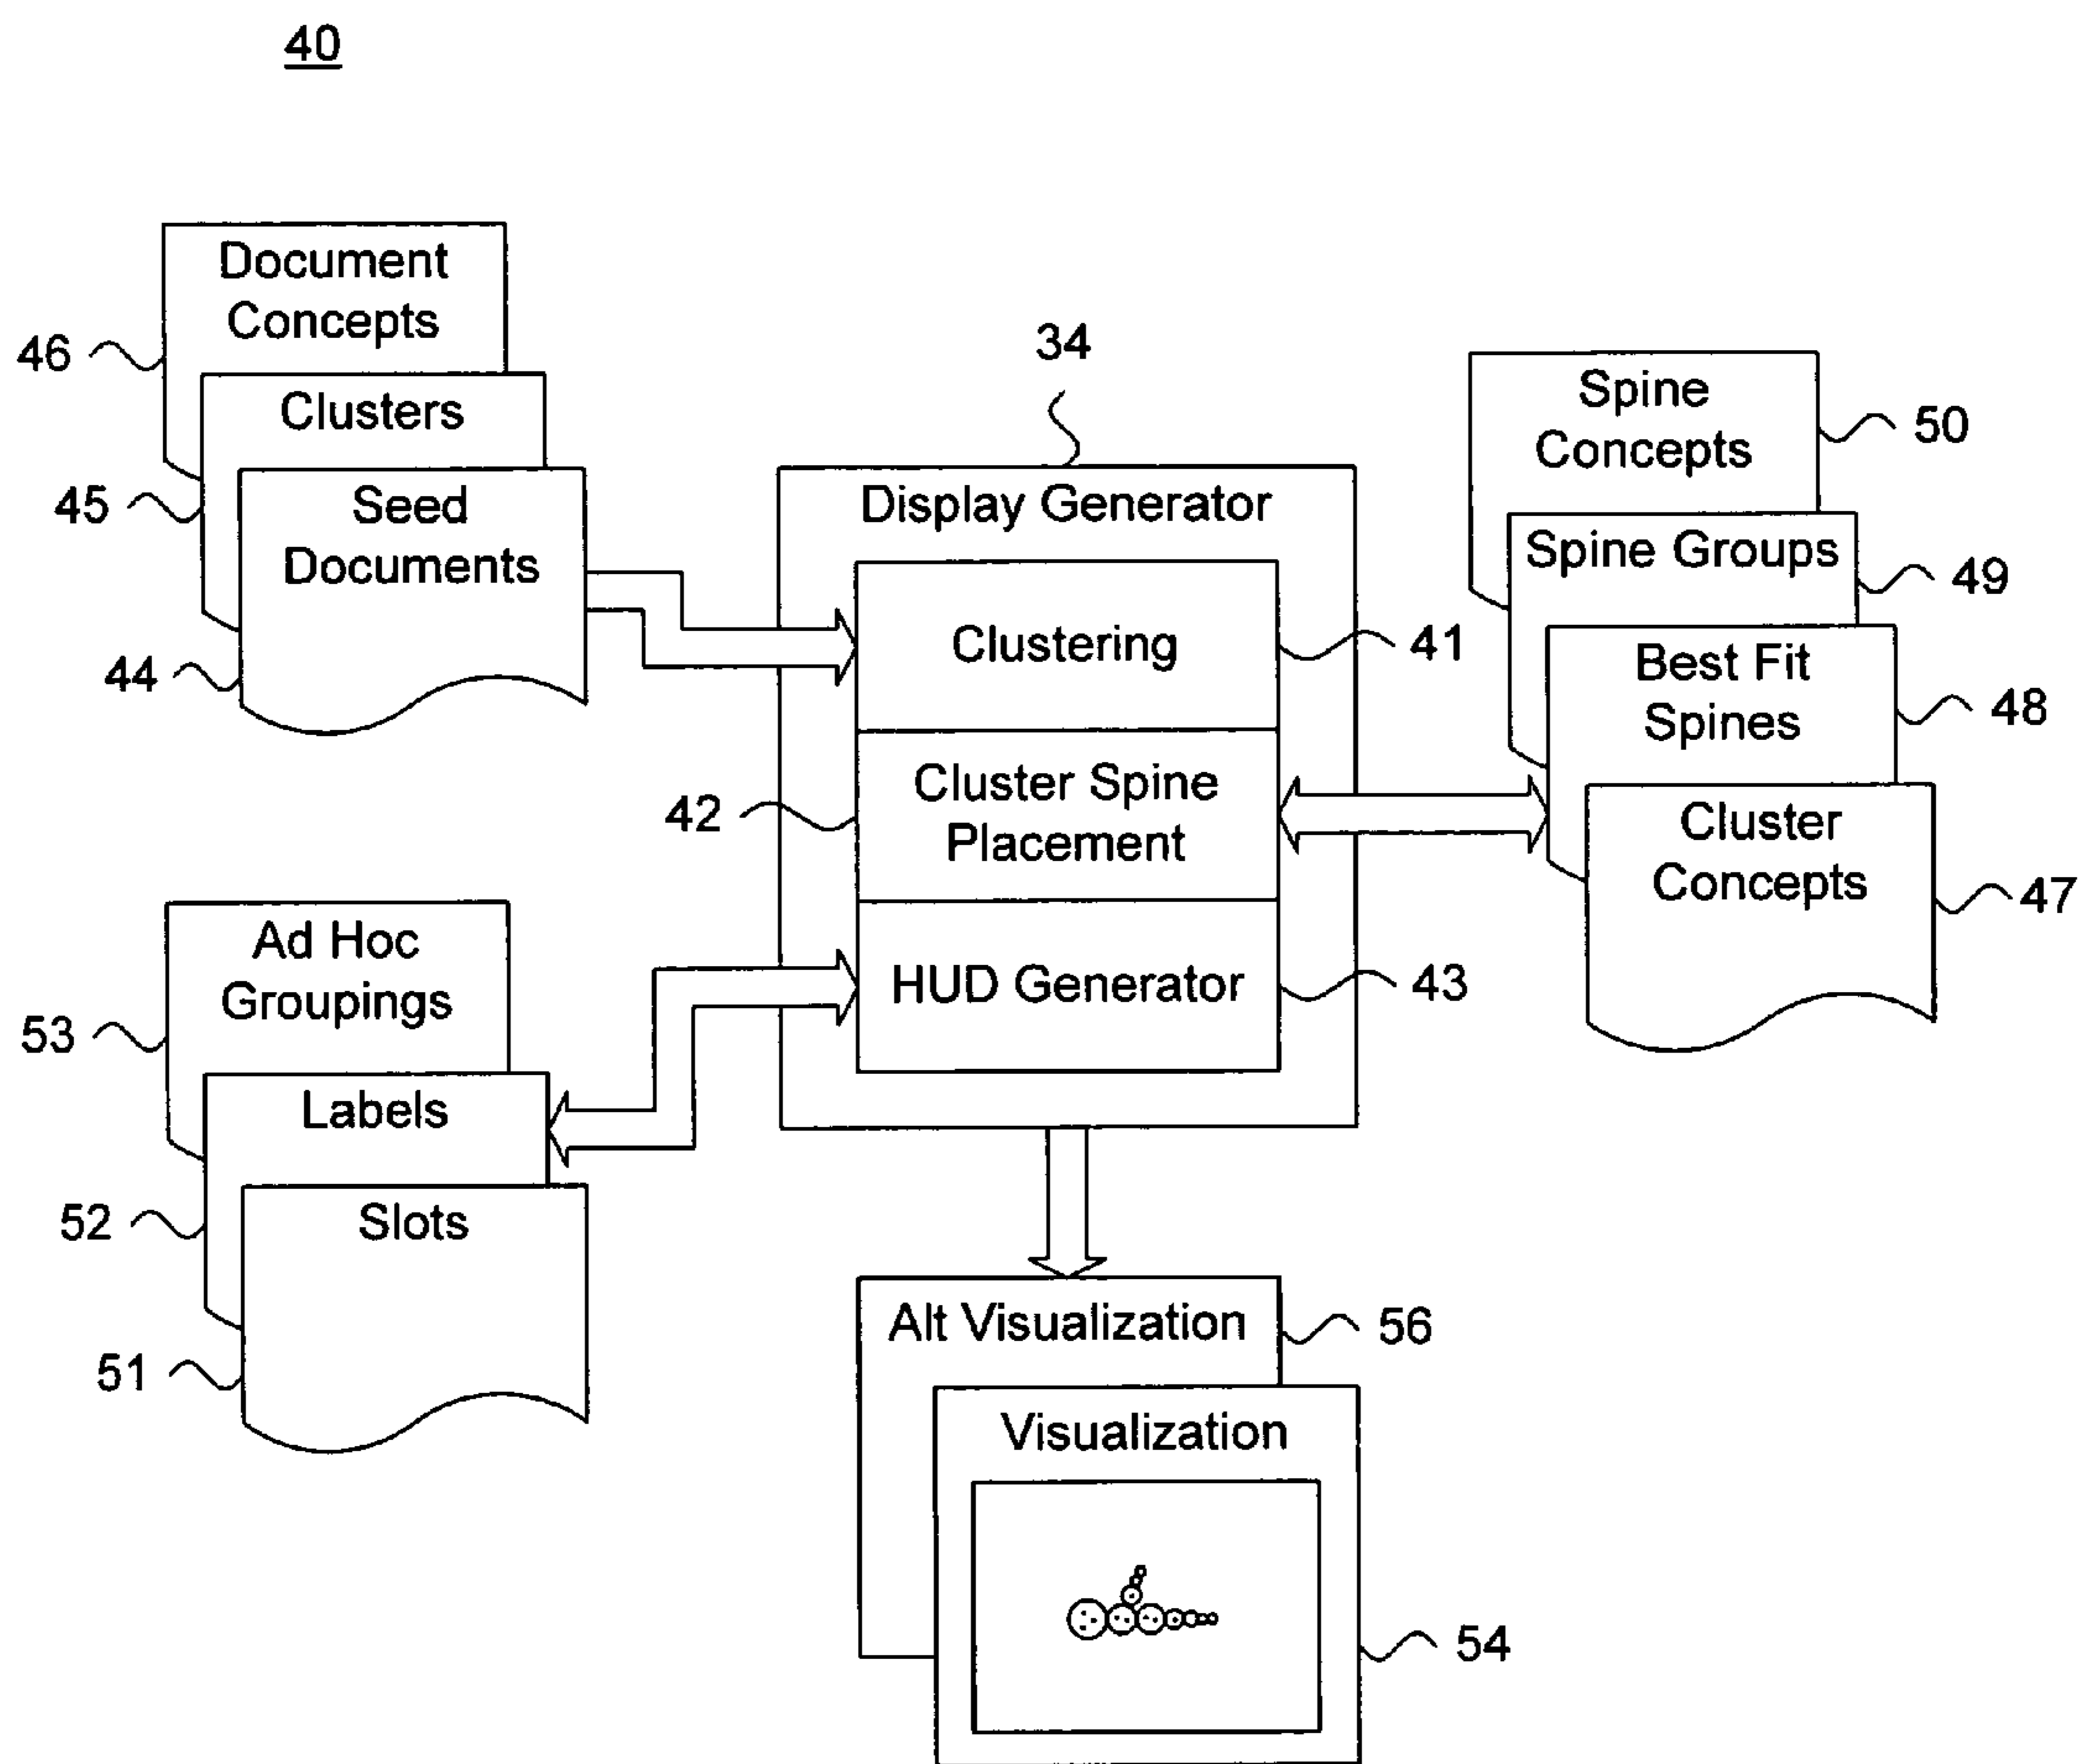 40
Document
Concepts
46
Clusters
45
Seed
Documents
44
34
Display Generator
Clustering
41
Cluster Spine
Placement
42
HUD Generator
43
Spine
Concepts
50
Spine Groups
49
Best Fit
Spines
48
Cluster
Concepts
47
Ad Hoc
Groupings
53
Labels
52
Slots
51
Alt Visualization
56
Visualization
54